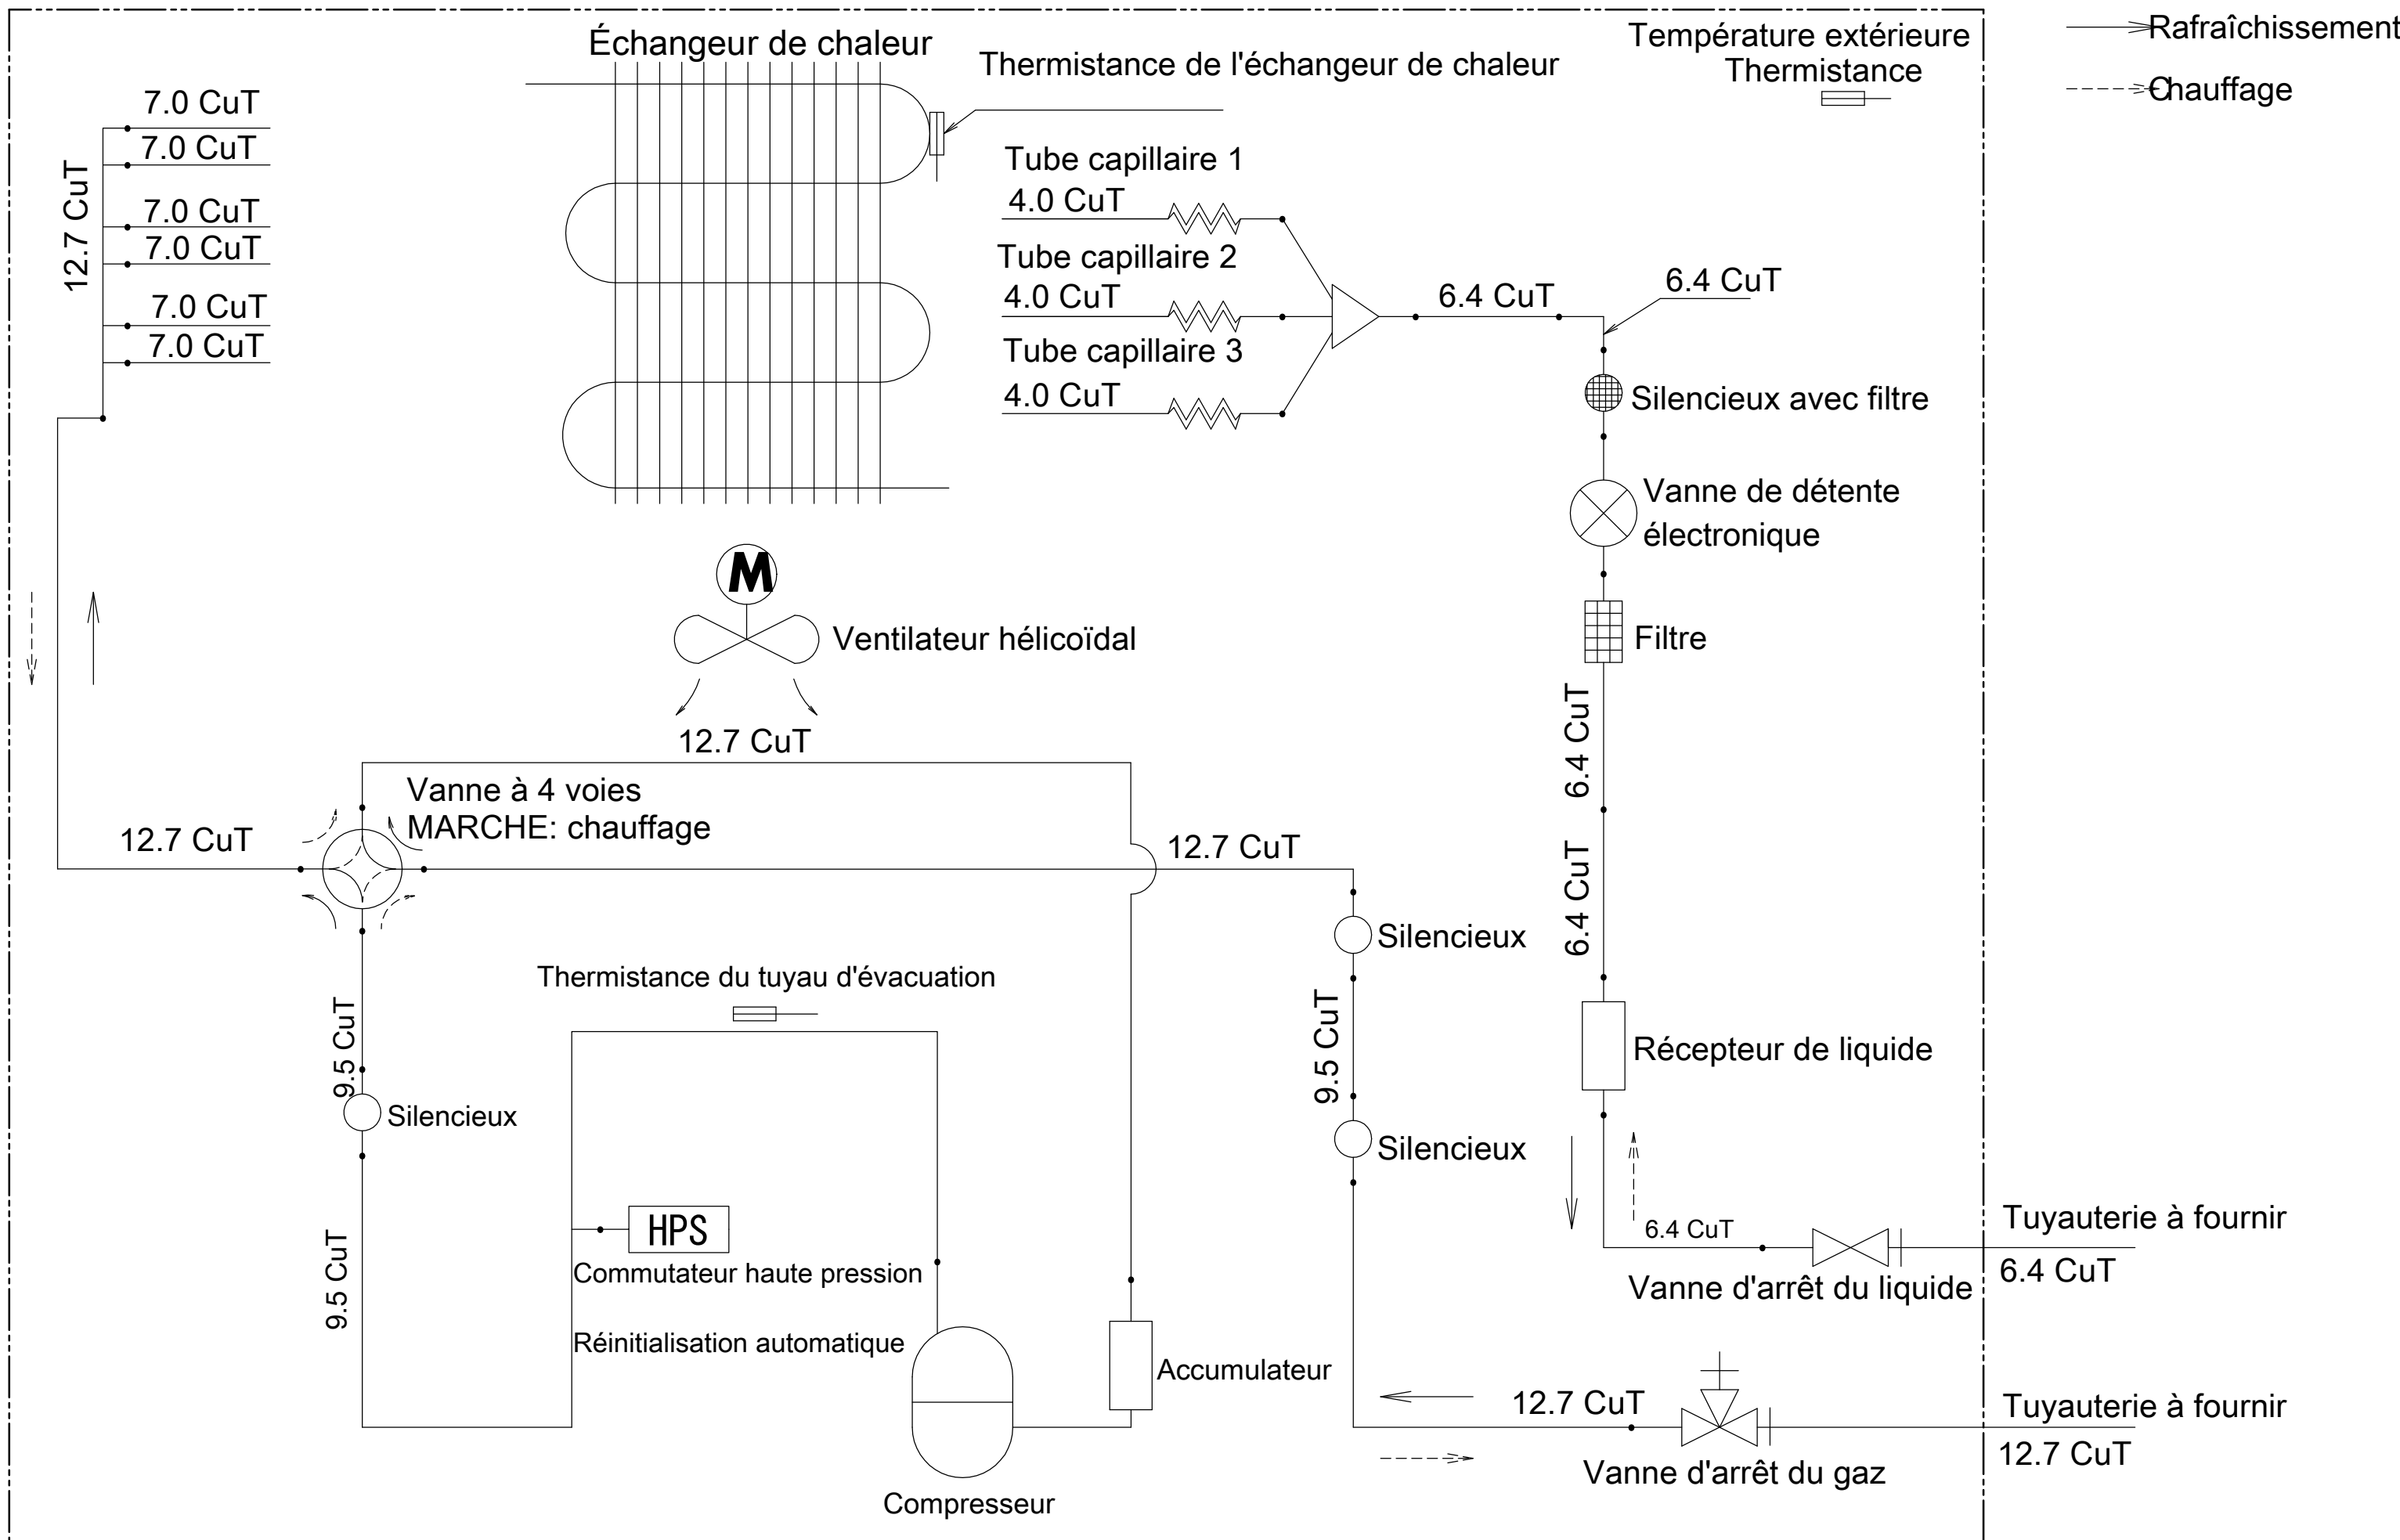 Échangeur de chaleur
Thermistance de l'échangeur de chaleur
Température extérieure
Thermistance
Rafraîchissement
Chauffage
7.0 CuT
7.0 CuT
7.0 CuT
7.0 CuT
7.0 CuT
7.0 CuT
12.7 CuT
Tube capillaire 1
4.0 CuT
Tube capillaire 2
4.0 CuT
Tube capillaire 3
4.0 CuT
6.4 CuT
6.4 CuT
Silencieux avec filtre
Vanne de détente
électronique
Filtre
M
Ventilateur hélicoïdal
12.7 CuT
6.4 CuT
6.4 CuT
Vanne à 4 voies
MARCHE: chauffage
12.7 CuT
12.7 CuT
Silencieux
9.5 CuT
Silencieux
Thermistance du tuyau d'évacuation
9.5 CuT
Silencieux
9.5 CuT
HPS
Commutateur haute pression
Réinitialisation automatique
Compresseur
Accumulateur
Récepteur de liquide
6.4 CuT
Vanne d'arrêt du liquide
Tuyauterie à fournir
6.4 CuT
12.7 CuT
Vanne d'arrêt du gaz
Tuyauterie à fournir
12.7 CuT